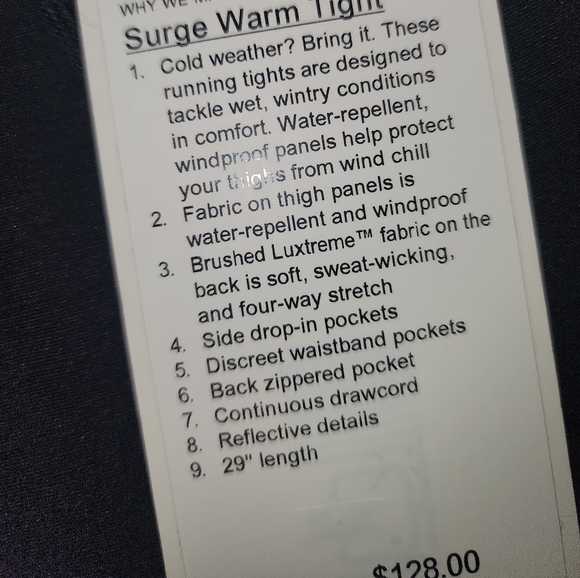 WHY WE
Surge Warm Tight
1. Cold weather? Bring it. These
running tights are designed to
tackle wet, wintry conditions
in comfort. Water-repellent,
windproof panels help protect
your thighs from wind chill
2. Fabric on thigh panels is
water-repellent and windproof
3. Brushed Luxtreme™ fabric on the
back is soft, sweat-wicking,
and four-way stretch
4. Side drop-in pockets
5. Discreet waistband pockets
6. Back zippered pocket
7. Continuous drawcord
8. Reflective details
9. 29" length
$128.00